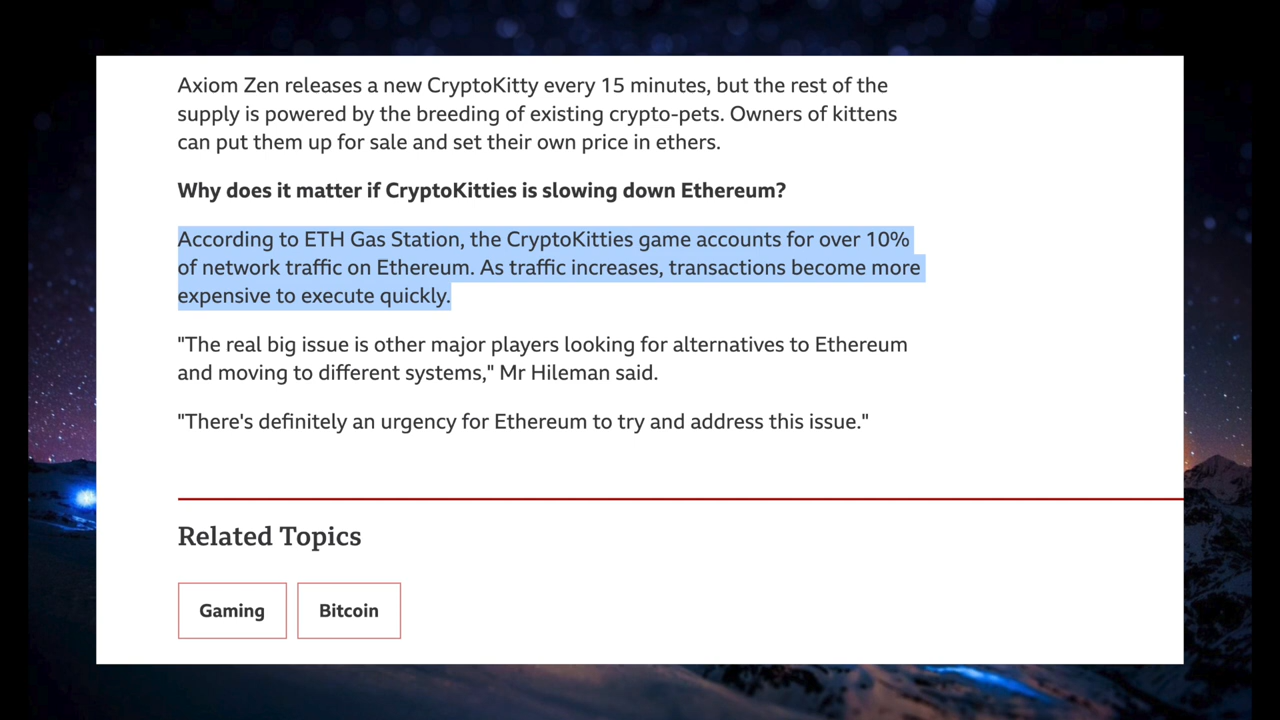 Axiom Zen releases a new CryptoKitty every 15 minutes, but the rest of the
supply is powered by the breeding of existing crypto-pets. Owners of kittens
can put them up for sale and set their own price in ethers.
Why does it matter if CryptoKitties is slowing down Ethereum?
According to ETH Gas Station, the CryptoKitties game accounts for over 10%
of network traffic on Ethereum. As traffic increases, transactions become more
expensive to execute quickly.
"The real big issue is other major players looking for alternatives to Ethereum
and moving to different systems," Mr Hileman said.
"There's definitely an urgency for Ethereum to try and address this issue."
Related Topics
Gaming
Bitcoin